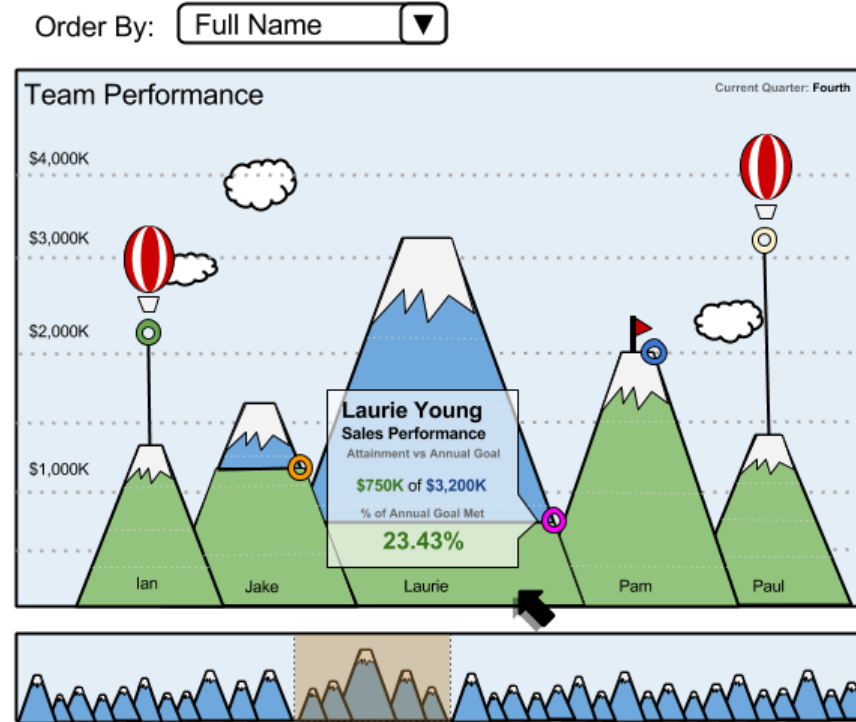 Order By: Full Name
Team Performance
Current Quarter: Fourth
$4,000K
$3,000K
$2,000K
Laurie Young
Sales Performance
Attainment vs Annual Goal
$1,000K
$750K of $3,200K
% of Annual Goal Met
23.43%
Ian
Jake
Laurie
Pam
Paul